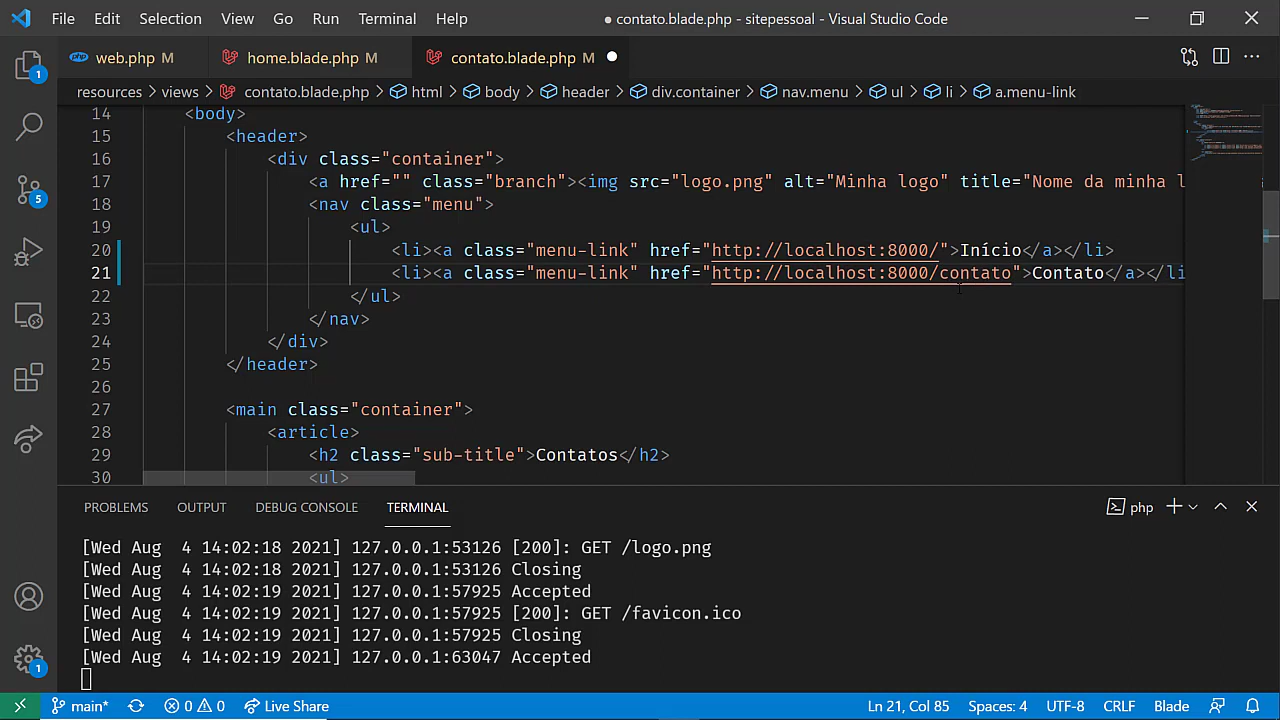 File Edit Selection View Go Run Terminal Help ● contato.blade.php - sitepessoal - Visual Studio Code
web.php M home.blade.php M contato.blade.php M
resources > views > contato.blade.php > html > body > header > div.container > nav.menu > ul > li > a.menu-link
14 <body>
15 <header>
16 <div class="container">
17 <a href="" class="branch"><img src="logo.png" alt="Minha logo" title="Nome da minha l
18 <nav class="menu">
19 <ul>
20 <li><a class="menu-link" href="http://localhost:8000/">Início</a></li>
21 <li><a class="menu-link" href="http://localhost:8000/contato">Contato</a></li
22 </ul>
23 </nav>
24 </div>
25 </header>
26
27 <main class="container">
28 <article>
29 <h2 class="sub-title">Contatos</h2>
30 <ul>
PROBLEMS OUTPUT DEBUG CONSOLE TERMINAL php
[Wed Aug  4 14:02:18 2021] 127.0.0.1:53126 [200]: GET /logo.png
[Wed Aug  4 14:02:18 2021] 127.0.0.1:53126 Closing
[Wed Aug  4 14:02:19 2021] 127.0.0.1:57925 Accepted
[Wed Aug  4 14:02:19 2021] 127.0.0.1:57925 [200]: GET /favicon.ico
[Wed Aug  4 14:02:19 2021] 127.0.0.1:57925 Closing
[Wed Aug  4 14:02:19 2021] 127.0.0.1:63047 Accepted
1
5
1
main* 0 0 Live Share Ln 21, Col 85 Spaces: 4 UTF-8 CRLF Blade